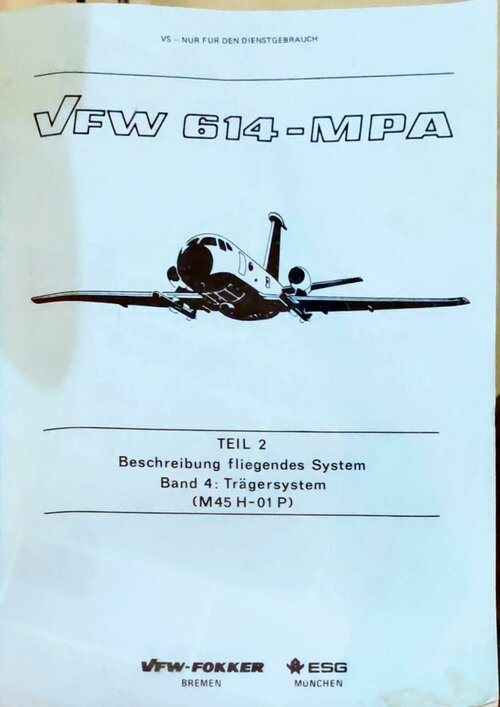 VS – NUR FÜR DEN DIENSTGEBRAUCH
VFW 614-MPA
TEIL 2
Beschreibung fliegendes System
Band 4: Trägersystem
(M45 H-01 P)
VFW-FOKKER
BREMEN
ESG
MÜNCHEN